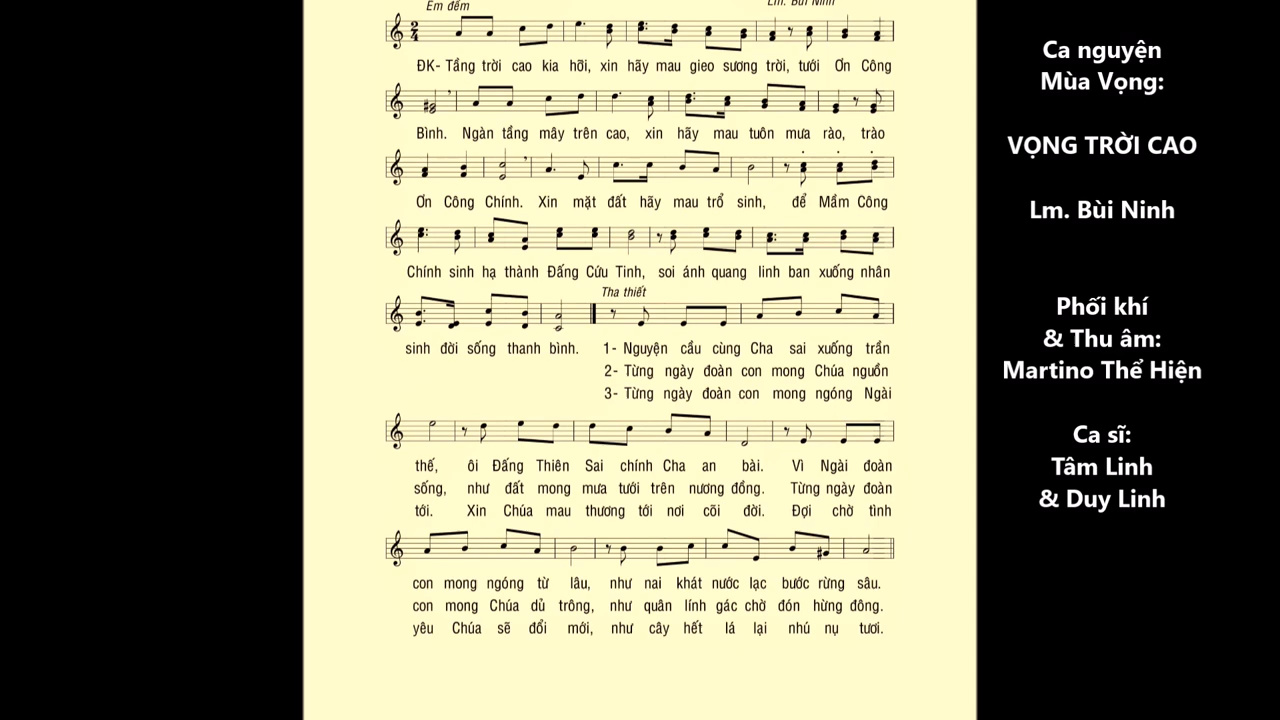 Êm đềm
Lm. Bùi Ninh
ĐK- Tầng trời cao kia hỡi, xin hãy mau gieo sương trời, tưới Ơn Công
Bình. Ngàn tầng mây trên cao, xin hãy mau tuôn mưa rào, trào
Ơn Công Chính. Xin mặt đất hãy mau trổ sinh, để Mầm Công
Chính sinh hạ thành Đấng Cứu Tinh, soi ánh quang linh ban xuống nhân
Tha thiết
sinh đời sống thanh bình. 1- Nguyện cầu cùng Cha sai xuống trần
2- Từng ngày đoàn con mong Chúa nguồn
3- Từng ngày đoàn con mong ngóng Ngài
thế, ôi Đấng Thiên Sai chính Cha an bài. Vì Ngài đoàn
sống, như đất mong mưa tưới trên nương đồng. Từng ngày đoàn
tới. Xin Chúa mau thương tới nơi cõi đời. Đợi chờ tình
con mong ngóng từ lâu, như nai khát nước lạc bước rừng sâu.
con mong Chúa dủ trông, như quân lính gác chờ đón hừng đông.
yêu Chúa sẽ đổi mới, như cây hết lá lại nhú nụ tươi.
Ca nguyện
Mùa Vọng:
VỌNG TRỜI CAO
Lm. Bùi Ninh
Phối khí
& Thu âm:
Martino Thể Hiện
Ca sĩ:
Tâm Linh
& Duy Linh